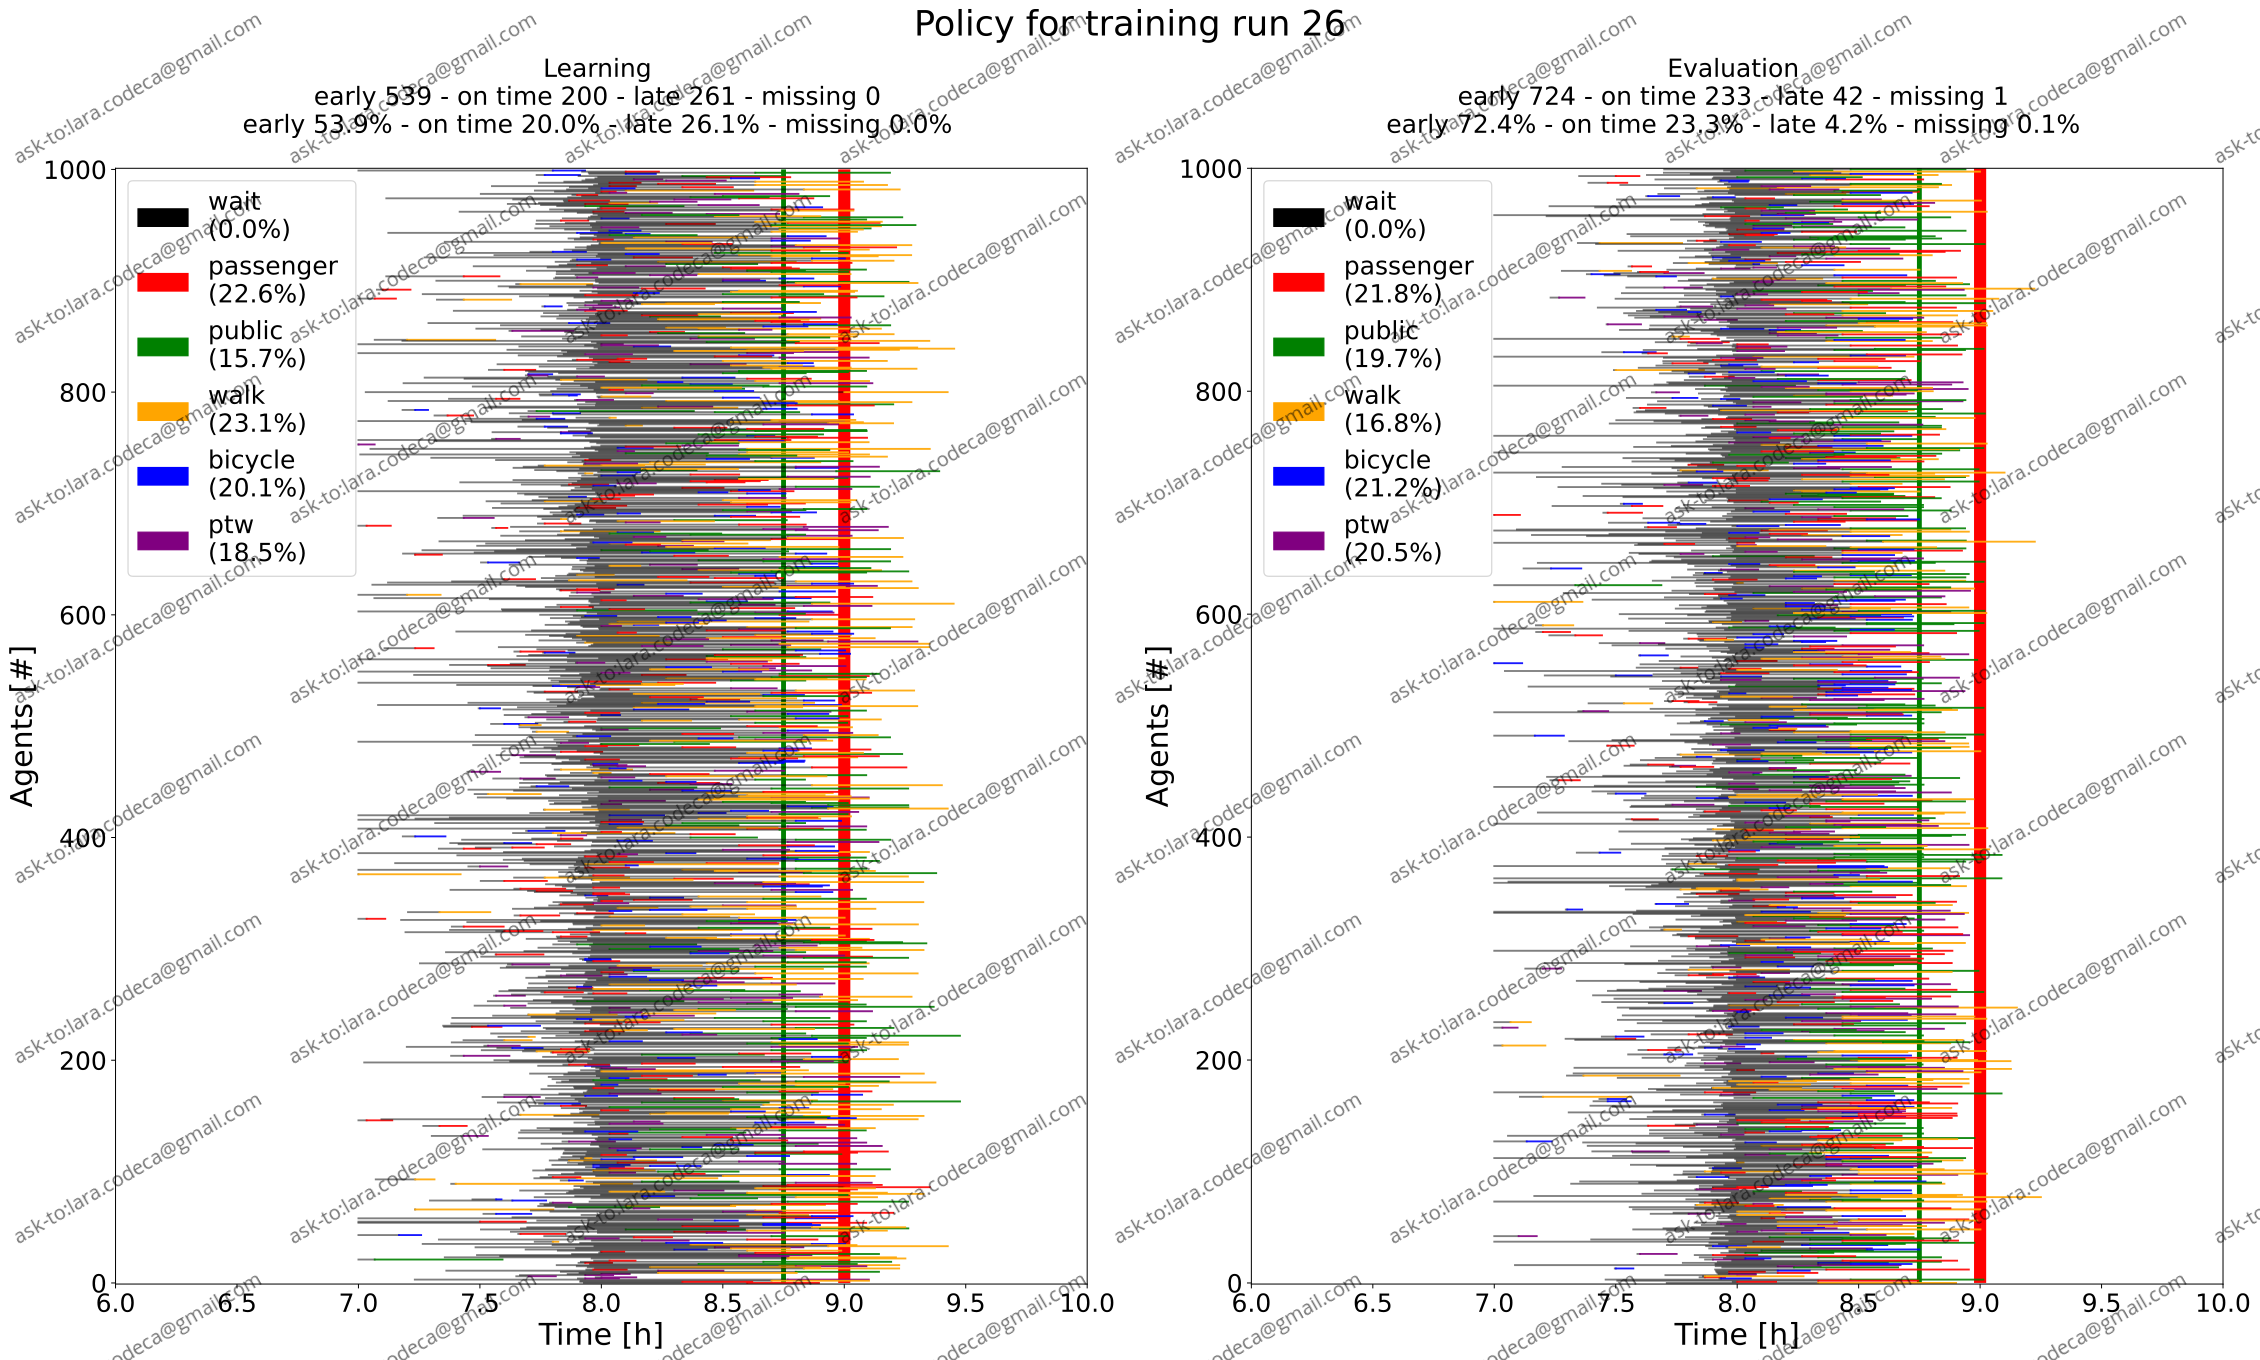 Policy for training run 26
Learning
early 539 - on time 200 - late 261 - missing 0
early 53.9% - on time 20.0% - late 26.1% - missing 0.0%
1000
800
600
400
200
0
Agents [#]
wait
(0.0%)
passenger
(22.6%)
public
(15.7%)
walk
(23.1%)
bicycle
(20.1%)
ptw
(18.5%)
6.0 6.5 7.0 7.5 8.0 8.5 9.0 9.5 10.0
Time [h]
Evaluation
early 724 - on time 233 - late 42 - missing 1
early 72.4% - on time 23.3% - late 4.2% - missing 0.1%
1000
800
600
400
200
0
Agents [#]
wait
(0.0%)
passenger
(21.8%)
public
(19.7%)
walk
(16.8%)
bicycle
(21.2%)
ptw
(20.5%)
6.0 6.5 7.0 7.5 8.0 8.5 9.0 9.5 10.0
Time [h]
ask-to:lara.codeca@gmail.com